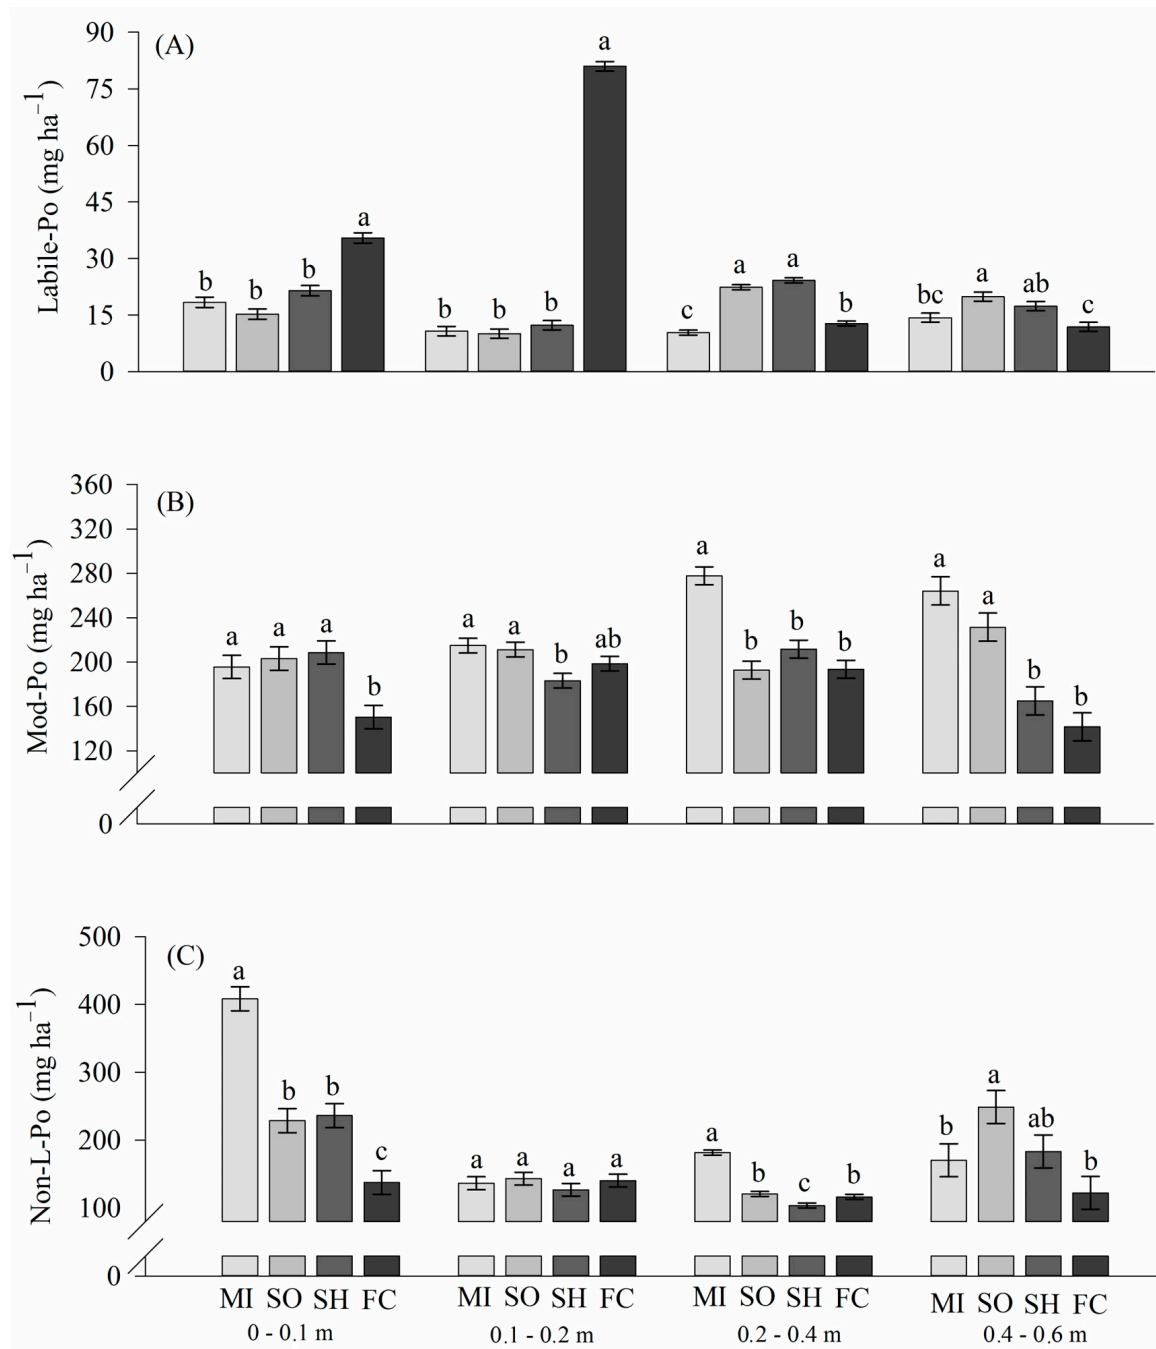 (A)
Labile-Po (mg ha⁻¹)
90
75
60
45
30
15
0
b b b a
b b b a
c a a b
bc a ab c
(B)
Mod-Po (mg ha⁻¹)
360
320
280
240
200
160
120
0
a a a b
a a b ab
a b b b
a a b b
(C)
Non-L-Po (mg ha⁻¹)
500
400
300
200
100
0
a b b c
a a a a
a b c b
b a ab b
MI SO SH FC MI SO SH FC MI SO SH FC MI SO SH FC
0 - 0.1 m 0.1 - 0.2 m 0.2 - 0.4 m 0.4 - 0.6 m